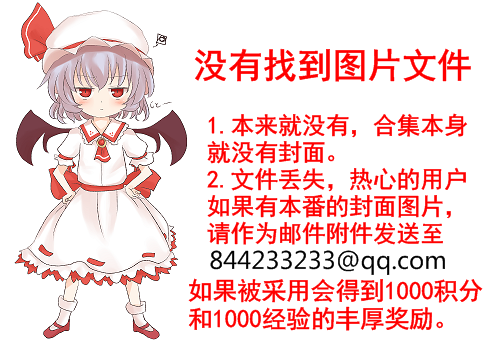 没有找到图片文件
1.本来就没有，合集本身
就没有封面。
2.文件丢失，热心的用户
如果有本番的封面图片，
请作为邮件附件发送至
844233233@qq.com
如果被采用会得到1000积分
和1000经验的丰厚奖励。